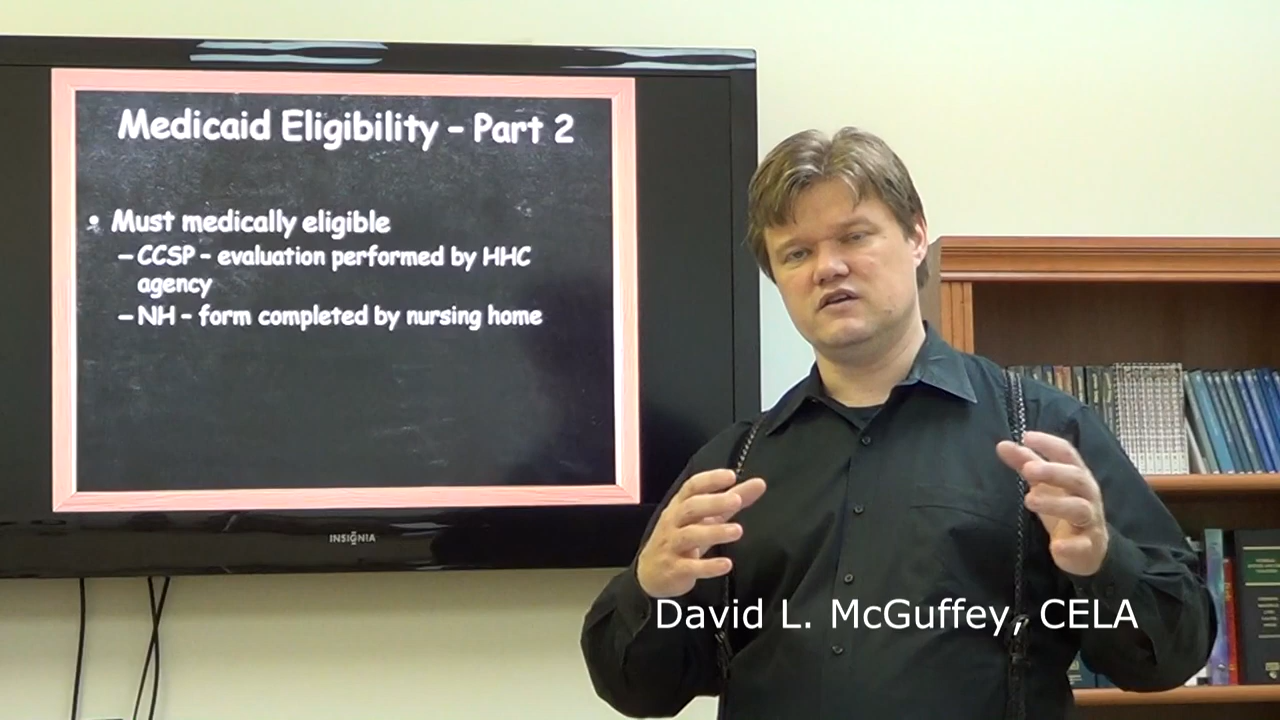 Medicaid Eligibility – Part 2
• Must medically eligible
– CCSP – evaluation performed by HHC
agency
– NH – form completed by nursing home
INSIGNIA
David L. McGuffey, CELA